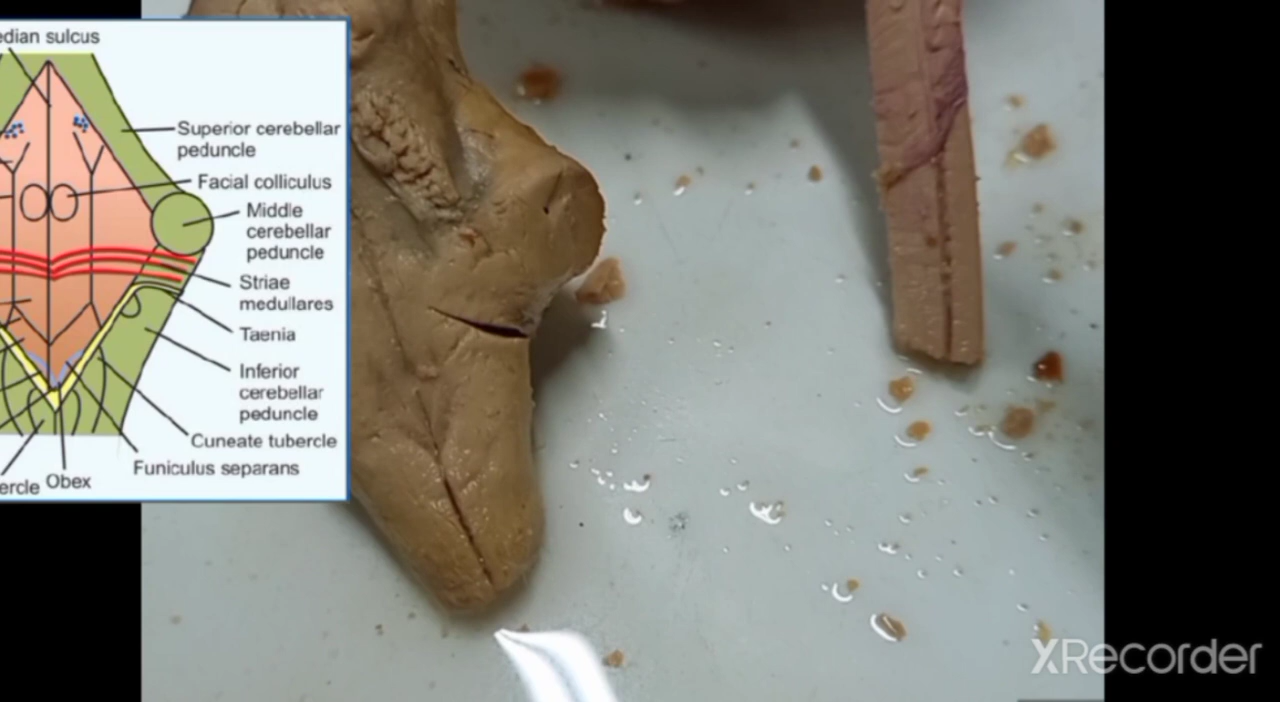 edian sulcus
Superior cerebellar
peduncle
Facial colliculus
Middle
cerebellar
peduncle
Striae
medullares
Taenia
Inferior
cerebellar
peduncle
Cuneate tubercle
Funiculus separans
ercle Obex
XRecorder